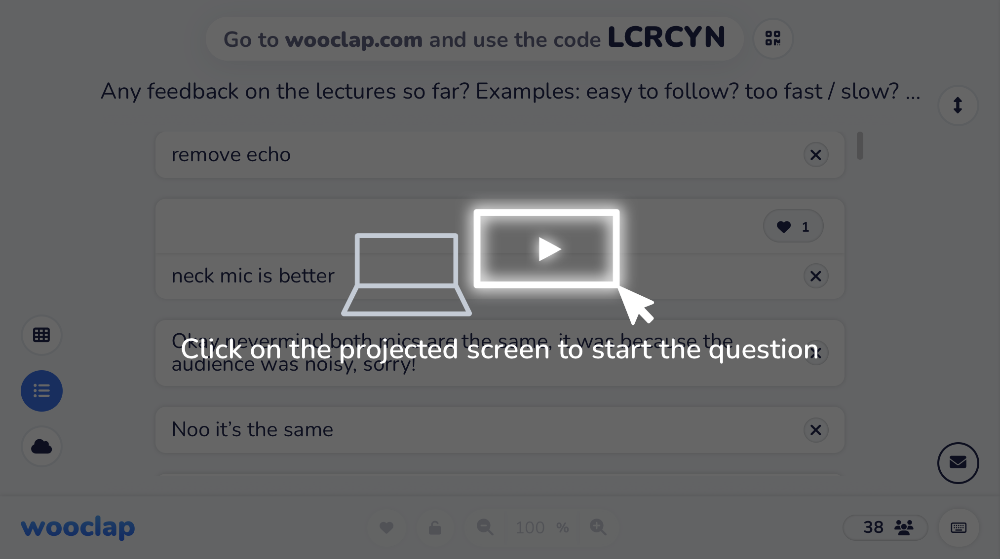 Go to wooclap.com and use the code LCRCYN
Any feedback on the lectures so far? Examples: easy to follow? too fast / slow? ...
remove echo
1
neck mic is better
Okay nevermind both mics are the same, it was because the
audience was noisy, sorry!
Click on the projected screen to start the question
Noo it’s the same
wooclap
100 %
38